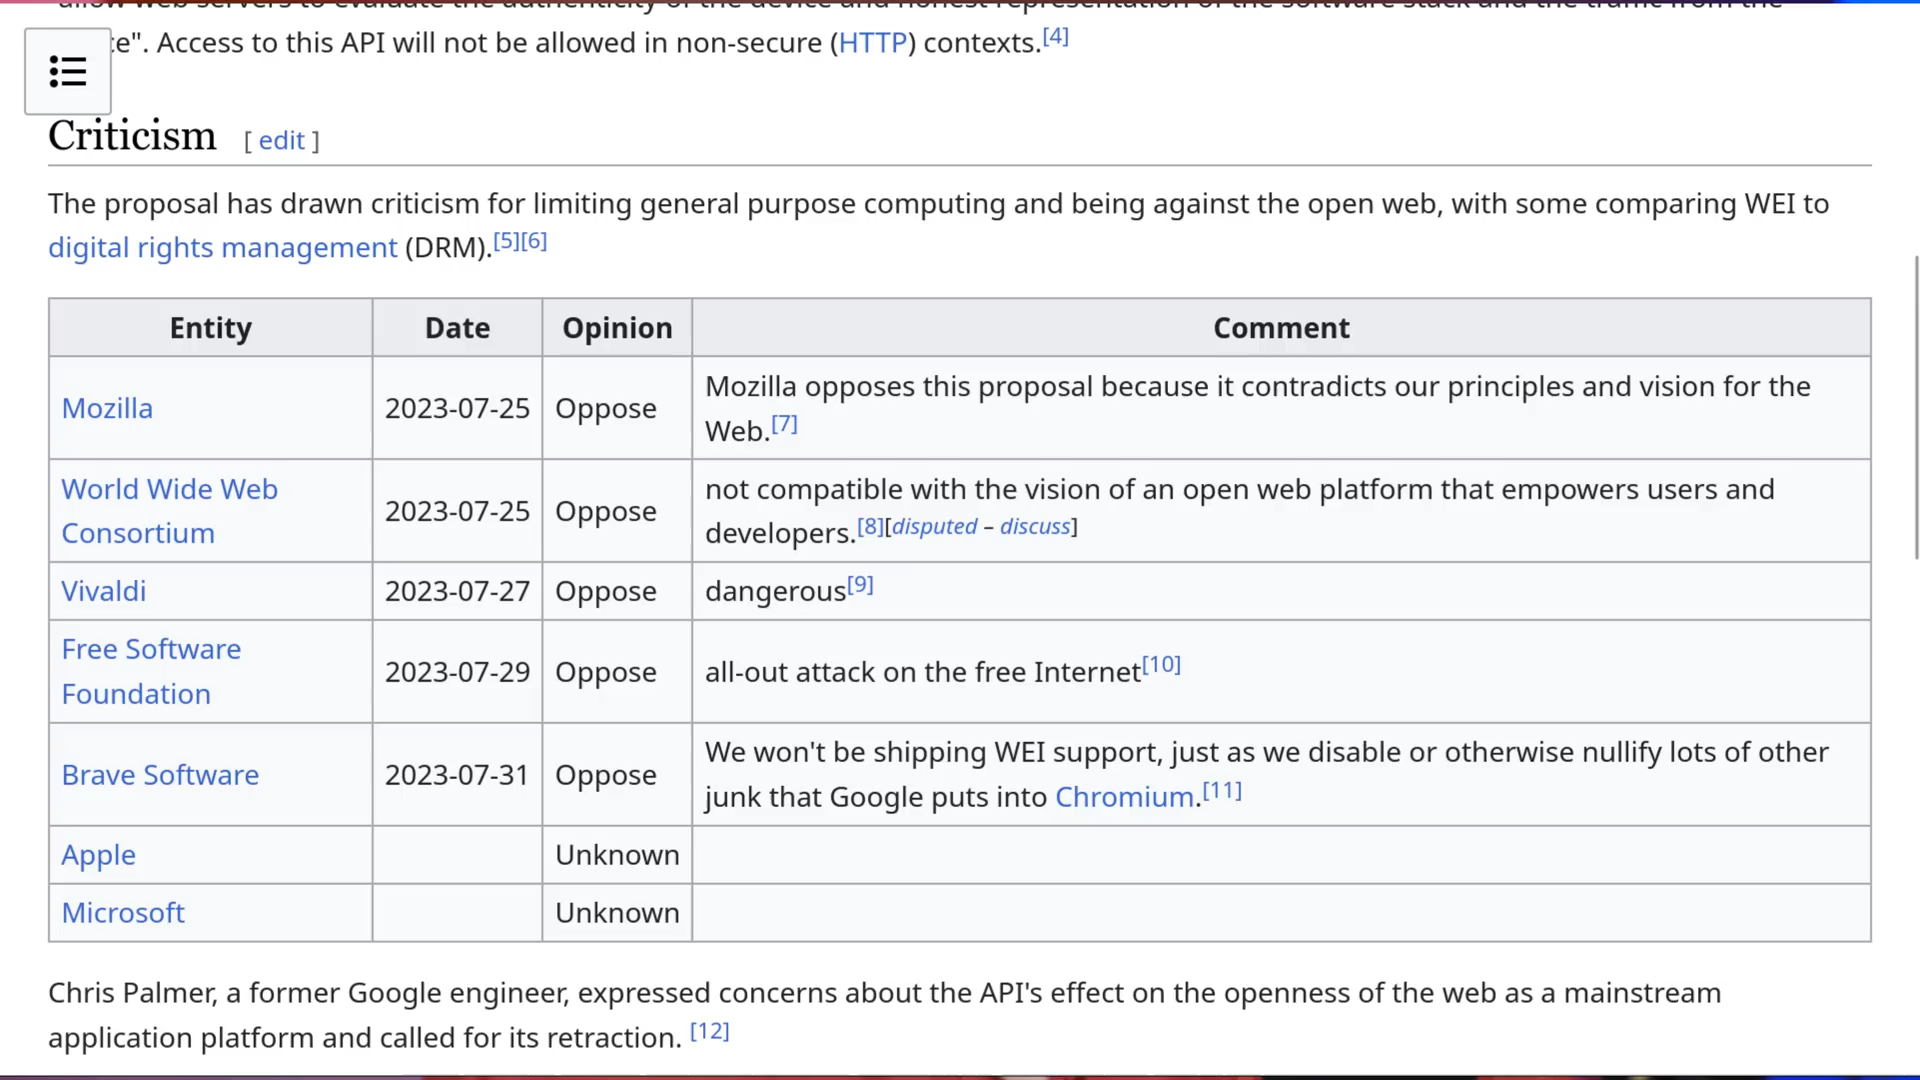 ce". Access to this API will not be allowed in non-secure (HTTP) contexts.[4]
Criticism [ edit ]
The proposal has drawn criticism for limiting general purpose computing and being against the open web, with some comparing WEI to
digital rights management (DRM).[5][6]
Entity Date Opinion Comment
Mozilla 2023-07-25 Oppose Mozilla opposes this proposal because it contradicts our principles and vision for the
Web.[7]
World Wide Web
Consortium 2023-07-25 Oppose not compatible with the vision of an open web platform that empowers users and
developers.[8][disputed – discuss]
Vivaldi 2023-07-27 Oppose dangerous[9]
Free Software
Foundation 2023-07-29 Oppose all-out attack on the free Internet[10]
Brave Software 2023-07-31 Oppose We won't be shipping WEI support, just as we disable or otherwise nullify lots of other
junk that Google puts into Chromium.[11]
Apple Unknown
Microsoft Unknown
Chris Palmer, a former Google engineer, expressed concerns about the API's effect on the openness of the web as a mainstream
application platform and called for its retraction. [12]